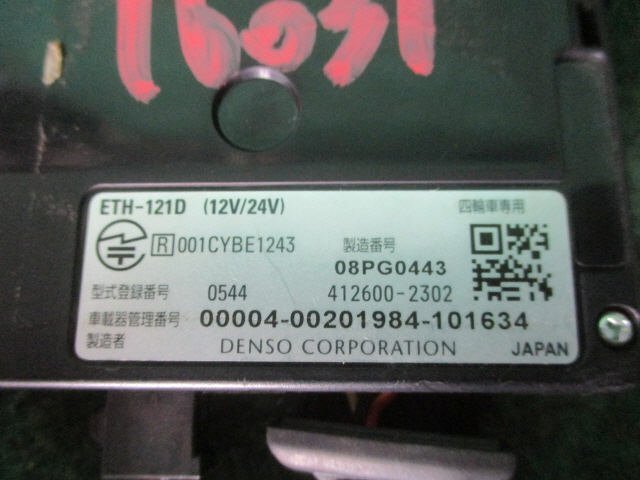 16031
ETH-121D (12V/24V) 四輪車専用
R 001CYBE1243 製造番号
08PG0443
型式登録番号 0544 412600-2302
車載器管理番号 00004-00201984-101634
製造者 DENSO CORPORATION JAPAN